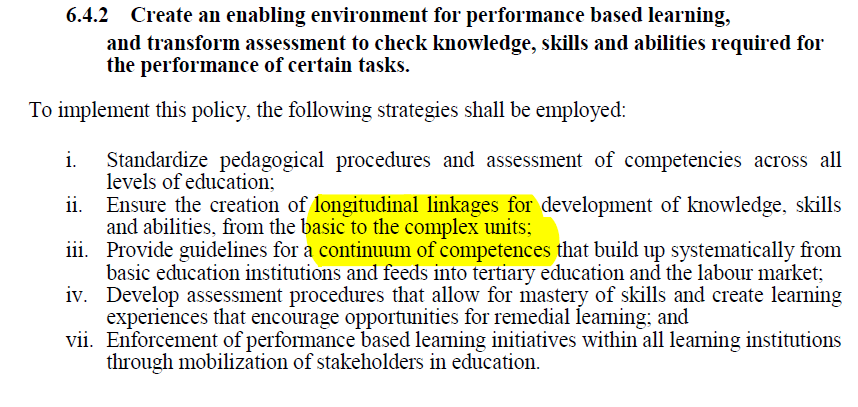 6.4.2 Create an enabling environment for performance based learning,
and transform assessment to check knowledge, skills and abilities required for
the performance of certain tasks.
To implement this policy, the following strategies shall be employed:
i. Standardize pedagogical procedures and assessment of competencies across all
levels of education;
ii. Ensure the creation of longitudinal linkages for development of knowledge, skills
and abilities, from the basic to the complex units;
iii. Provide guidelines for a continuum of competences that build up systematically from
basic education institutions and feeds into tertiary education and the labour market;
iv. Develop assessment procedures that allow for mastery of skills and create learning
experiences that encourage opportunities for remedial learning; and
vii. Enforcement of performance based learning initiatives within all learning institutions
through mobilization of stakeholders in education.